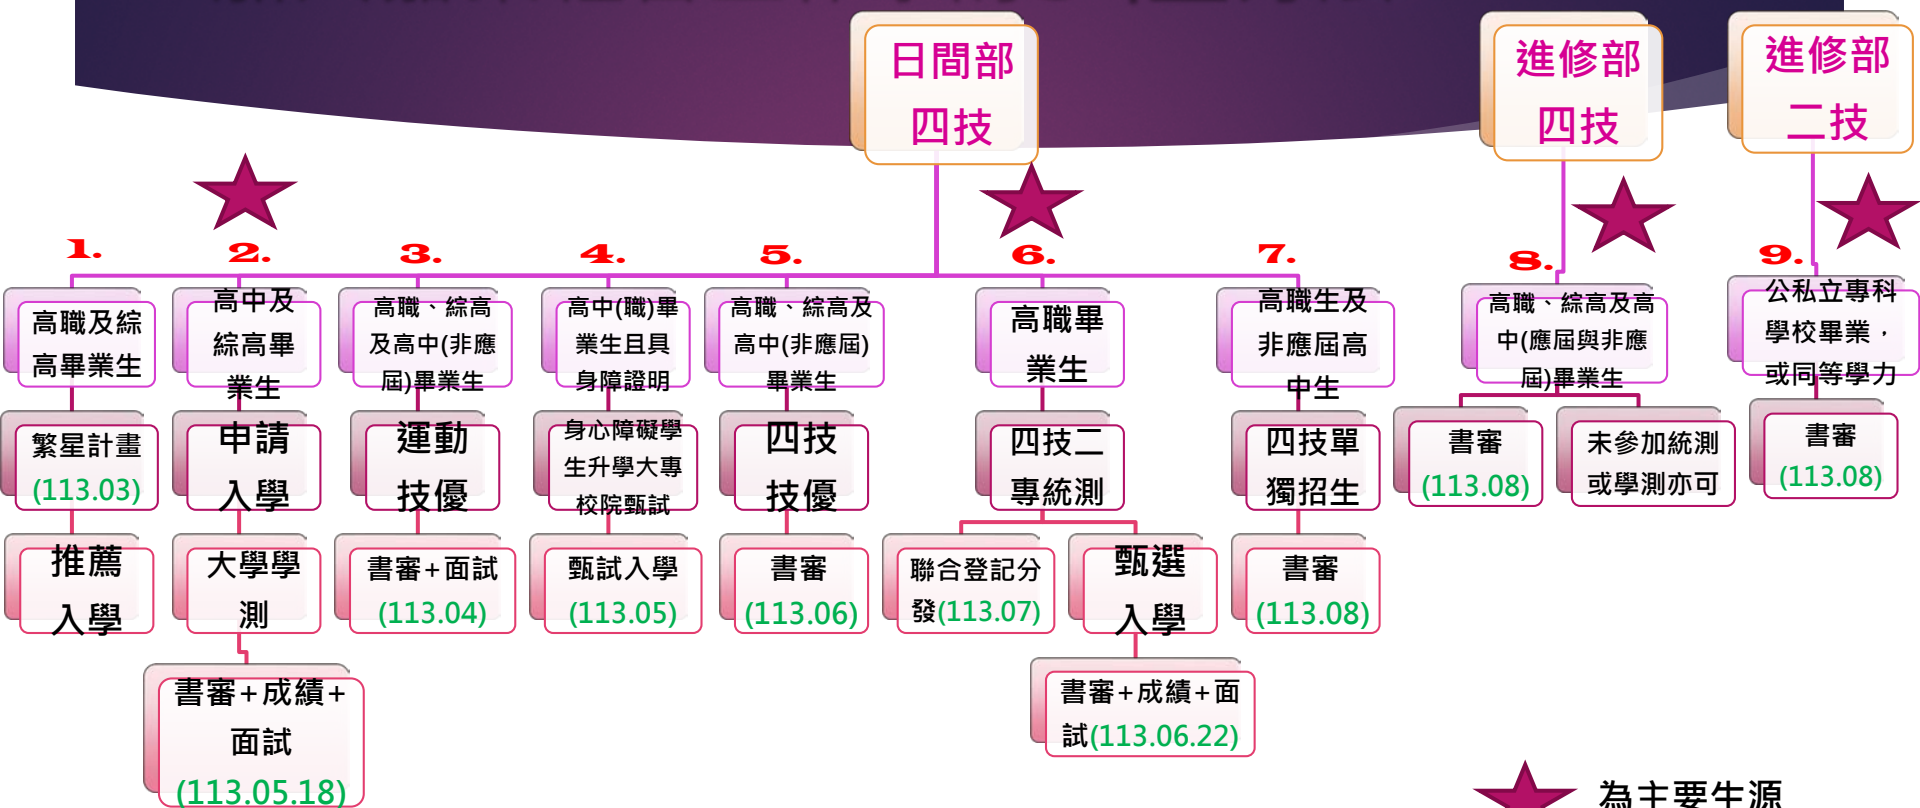 日間部
四技
進修部
四技
進修部
二技
1.
2.
3.
4.
5.
6.
7.
8.
9.
高職及綜
高畢業生
繁星計畫
(113.03)
推薦
入學
高中及
綜高畢
業生
申請
入學
大學學
測
書審+成績+
面試
(113.05.18)
高職、綜高
及高中(非應
屆)畢業生
運動
技優
書審+面試
(113.04)
高中(職)畢
業生且具
身障證明
身心障礙學
生升學大專
校院甄試
甄試入學
(113.05)
高職、綜高及
高中(非應屆)
畢業生
四技
技優
書審
(113.06)
高職畢
業生
四技二
專統測
聯合登記分
發(113.07)
甄選
入學
書審+成績+面
試(113.06.22)
高職生及
非應屆高
中生
四技單
獨招生
書審
(113.08)
高職、綜高及高
中(應屆與非應
屆)畢業生
書審
(113.08)
未參加統測
或學測亦可
公私立專科
學校畢業，
或同等學力
書審
(113.08)
為主要生源